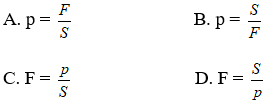 A. p = F/S B. p = S/F
C. F = p/S D. F = S/p